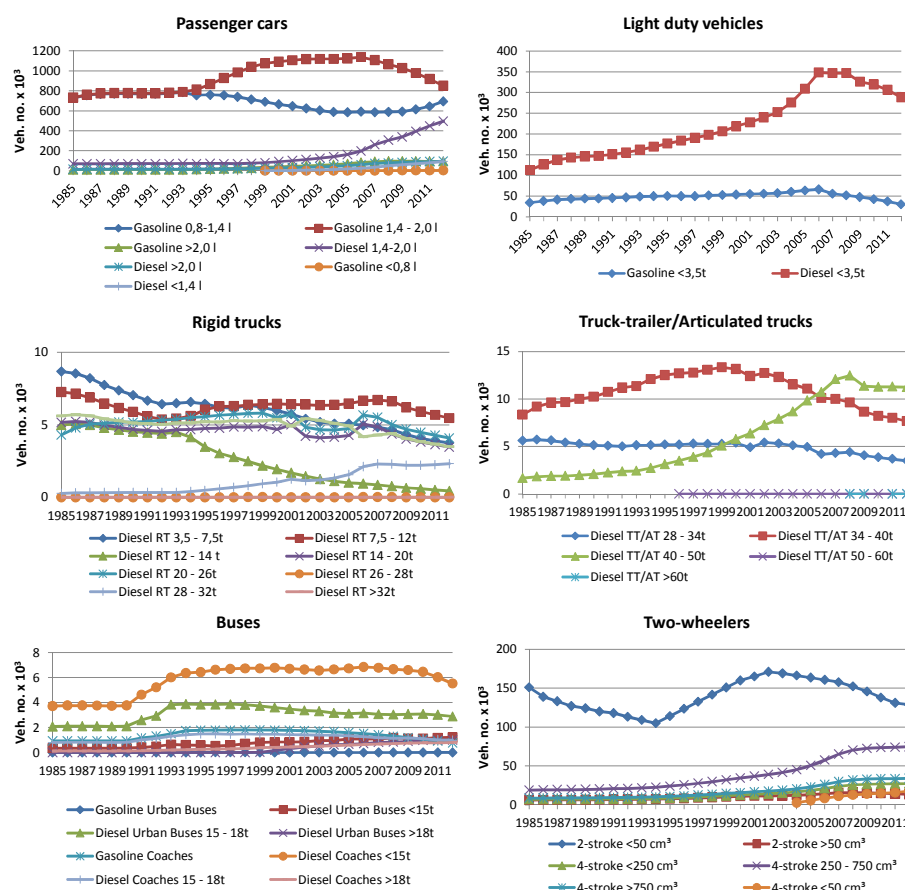 Passenger cars
Veh. no. x 10³
1200
1000
800
600
400
200
0
1985
1987
1989
1991
1993
1995
1997
1999
2001
2003
2005
2007
2009
2011
Gasoline 0,8-1,4 l
Gasoline 1,4 - 2,0 l
Gasoline >2,0 l
Diesel 1,4-2,0 l
Diesel >2,0 l
Gasoline <0,8 l
Diesel <1,4 l
Light duty vehicles
Veh. no. x 10³
400
350
300
250
200
150
100
50
0
1985
1987
1989
1991
1993
1995
1997
1999
2001
2003
2005
2007
2009
2011
Gasoline <3,5t
Diesel <3,5t
Rigid trucks
Veh. no. x 10³
10
5
0
1985 1987 1989 1991 1993 1995 1997 1999 2001 2003 2005 2007 2009 2011
Diesel RT 3,5 - 7,5t
Diesel RT 7,5 - 12t
Diesel RT 12 - 14 t
Diesel RT 14 - 20t
Diesel RT 20 - 26t
Diesel RT 26 - 28t
Diesel RT 28 - 32t
Diesel RT >32t
Truck-trailer/Articulated trucks
Veh. no. x 10³
15
10
5
0
1985 1987 1989 1991 1993 1995 1997 1999 2001 2003 2005 2007 2009 2011
Diesel TT/AT 28 - 34t
Diesel TT/AT 34 - 40t
Diesel TT/AT 40 - 50t
Diesel TT/AT 50 - 60t
Diesel TT/AT >60t
Buses
Veh. no. x 10³
8
6
4
2
0
1985 1987 1989 1991 1993 1995 1997 1999 2001 2003 2005 2007 2009 2011
Gasoline Urban Buses
Diesel Urban Buses <15t
Diesel Urban Buses 15 - 18t
Diesel Urban Buses >18t
Gasoline Coaches
Diesel Coaches <15t
Diesel Coaches 15 - 18t
Diesel Coaches >18t
Two-wheelers
Veh. no. x 10³
200
150
100
50
0
1985 1987 1989 1991 1993 1995 1997 1999 2001 2003 2005 2007 2009 2011
2-stroke <50 cm³
2-stroke >50 cm³
4-stroke <250 cm³
4-stroke 250 - 750 cm³
4-stroke >750 cm³
4-stroke <50 cm³